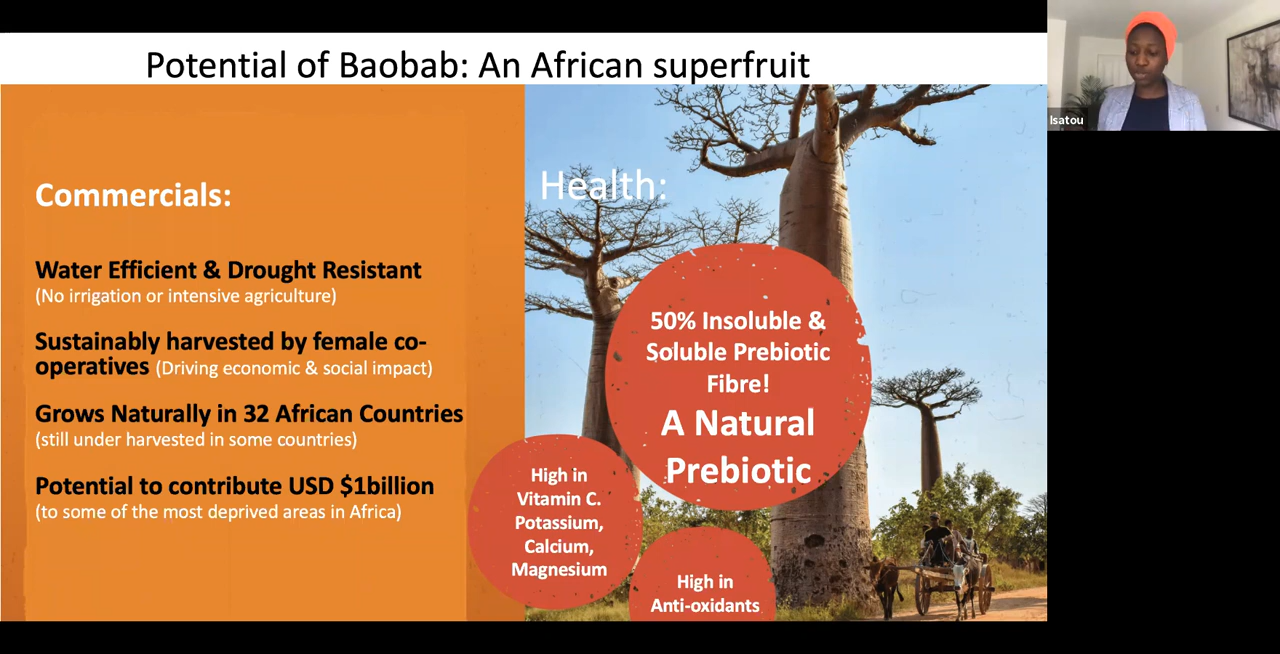 Potential of Baobab: An African superfruit
Isatou
Commercials:
Water Efficient & Drought Resistant
(No irrigation or intensive agriculture)
Sustainably harvested by female co-
operatives (Driving economic & social impact)
Grows Naturally in 32 African Countries
(still under harvested in some countries)
Potential to contribute USD $1billion
(to some of the most deprived areas in Africa)
Health:
50% Insoluble &
Soluble Prebiotic
Fibre!
A Natural
Prebiotic
High in
Vitamin C.
Potassium,
Calcium,
Magnesium
High in
Anti-oxidants